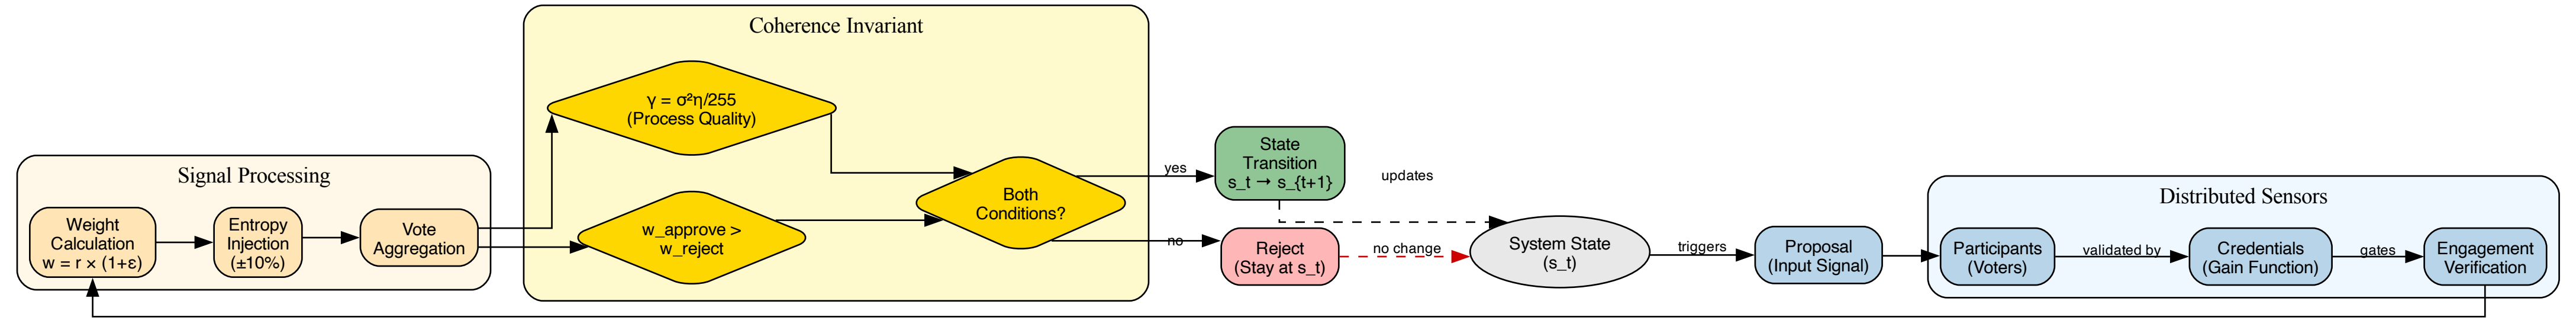 Signal Processing
Weight
Calculation
w = r × (1+ε)
Entropy
Injection
(±10%)
Vote
Aggregation
Coherence Invariant
γ = σ²η/255
(Process Quality)
w_approve >
w_reject
Both
Conditions?
yes
no
State
Transition
s_t → s_{t+1}
Reject
(Stay at s_t)
updates
no change
System State
(s_t)
triggers
Proposal
(Input Signal)
Distributed Sensors
Participants
(Voters)
validated by
Credentials
(Gain Function)
gates
Engagement
Verification